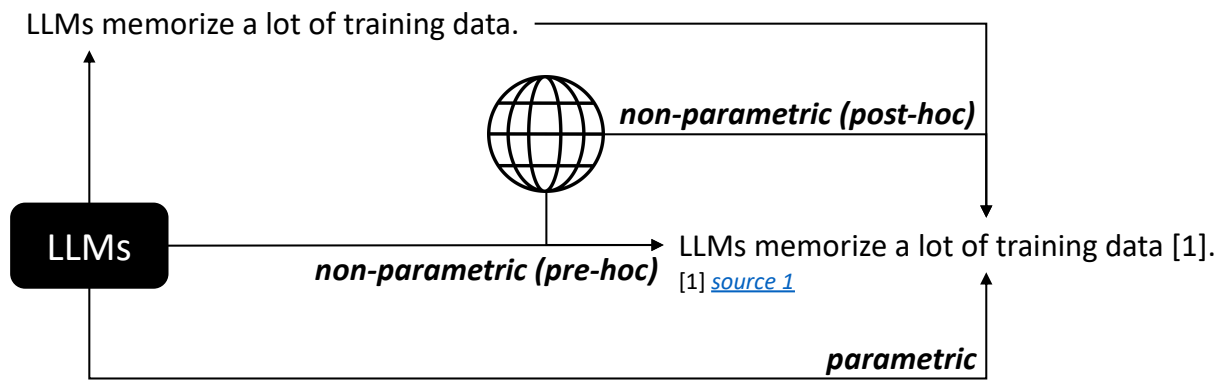 LLMs memorize a lot of training data.
non-parametric (post-hoc)
LLMs
LLMs memorize a lot of training data [1].
non-parametric (pre-hoc)
[1] source 1
parametric